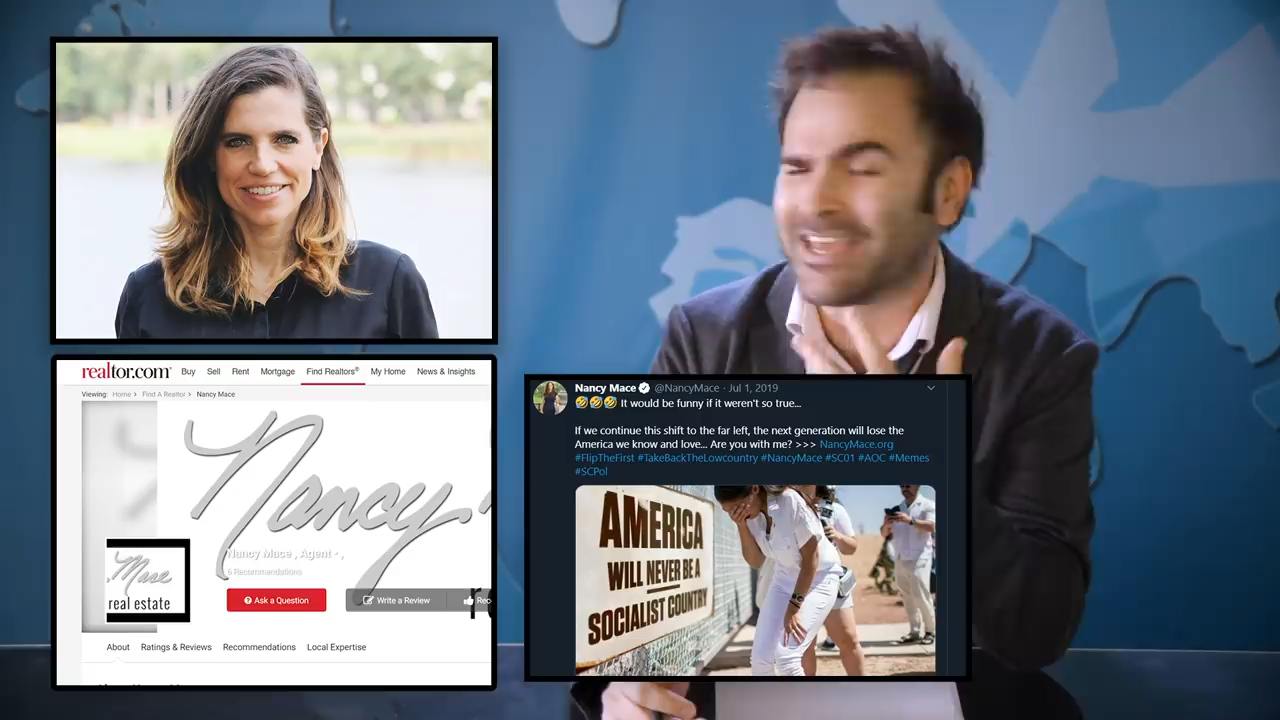 realtor.com® Buy Sell Rent Mortgage Find Realtors® My Home News & Insights
Viewing: Home > Find A Realtor > Nancy Mace
Nancy
Nancy Mace , Agent - ,
6 Recommendations
Mace
real estate
Ask a Question
Write a Review
Rec
About Ratings & Reviews Recommendations Local Expertise
Nancy Mace @NancyMace · Jul 1, 2019
🤣🤣🤣 It would be funny if it weren't so true...
If we continue this shift to the far left, the next generation will lose the
America we know and love... Are you with me? >>> NancyMace.org
#FlipTheFirst #TakeBackTheLowcountry #NancyMace #SC01 #AOC #Memes
#SCPol
AMERICA
WILL NEVER BE A
SOCIALIST COUNTRY